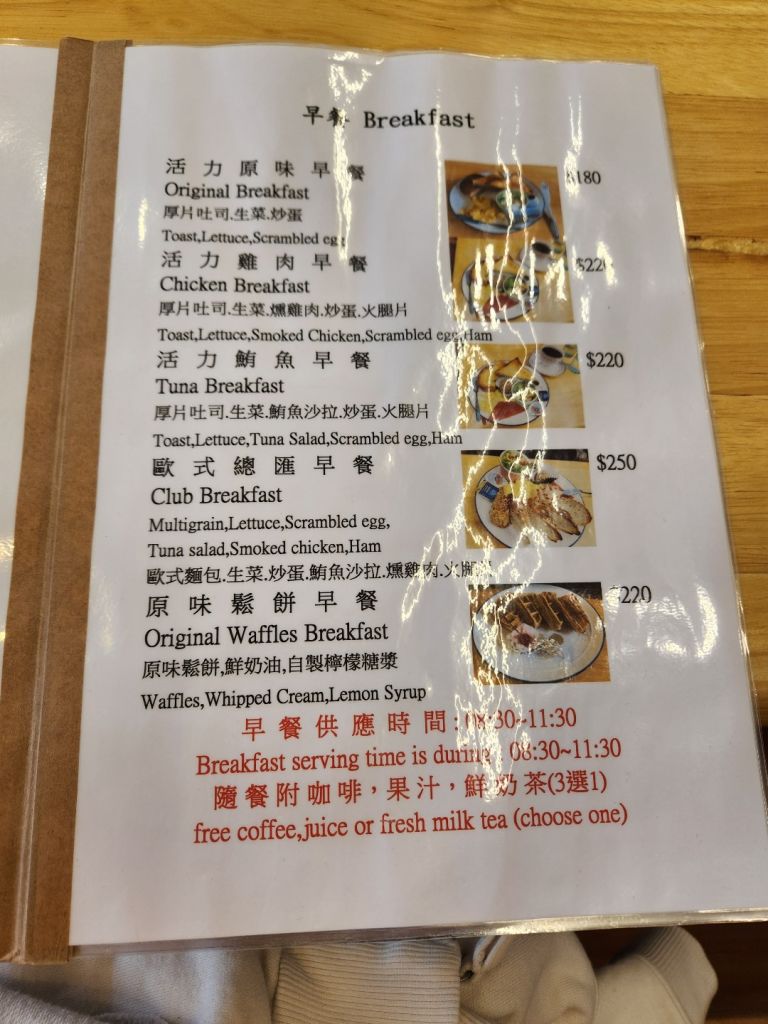 早餐 Breakfast
活力原味早餐 $180
Original Breakfast
厚片吐司.生菜.炒蛋
Toast,Lettuce,Scrambled egg
活力雞肉早餐 $220
Chicken Breakfast
厚片吐司.生菜.燻雞肉.炒蛋.火腿片
Toast,Lettuce,Smoked Chicken,Scrambled egg,Ham
活力鮪魚早餐 $220
Tuna Breakfast
厚片吐司.生菜.鮪魚沙拉.炒蛋.火腿片
Toast,Lettuce,Tuna Salad,Scrambled egg,Ham
歐式總匯早餐 $250
Club Breakfast
Multigrain,Lettuce,Scrambled egg,
Tuna salad,Smoked chicken,Ham
歐式麵包.生菜.炒蛋.鮪魚沙拉.燻雞肉.火腿
原味鬆餅早餐 $220
Original Waffles Breakfast
原味鬆餅,鮮奶油,自製檸檬糖漿
Waffles,Whipped Cream,Lemon Syrup
早餐供應時間:08:30~11:30
Breakfast serving time is during 08:30~11:30
隨餐附咖啡，果汁，鮮奶茶(3選1)
free coffee,juice or fresh milk tea (choose one)